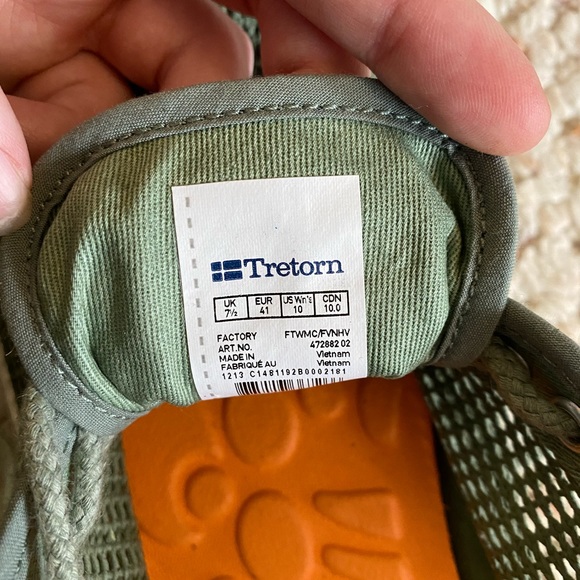 Tretorn
UK EUR US Wn's CDN
7½ 41 10 10.0
FACTORY FTWMC/FVNHV
ART.NO. 47288202
MADE IN Vietnam
FABRIQUÉ AU Vietnam
1213 C1481192B0002181